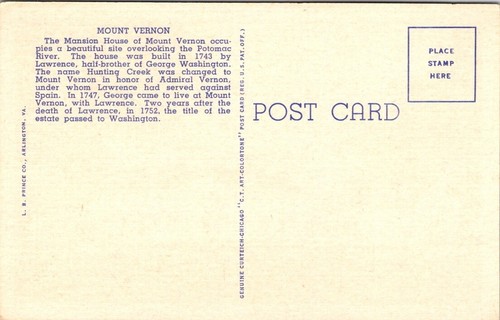 MOUNT VERNON
The Mansion House of Mount Vernon occu-
pies a beautiful site overlooking the Potomac
River. The house was built in 1743 by
Lawrence, half-brother of George Washington.
The name Hunting Creek was changed to
Mount Vernon in honor of Admiral Vernon,
under whom Lawrence had served against
Spain. In 1747, George came to live at Mount
Vernon, with Lawrence. Two years after the
death of Lawrence, in 1752, the title of the
estate passed to Washington.
L. B. PRINCE CO., ARLINGTON, VA.
GENUINE CURTEICH-CHICAGO "C.T. ART-COLORTONE" POST CARD (REG. U.S. PAT. OFF.)
POST CARD
PLACE
STAMP
HERE